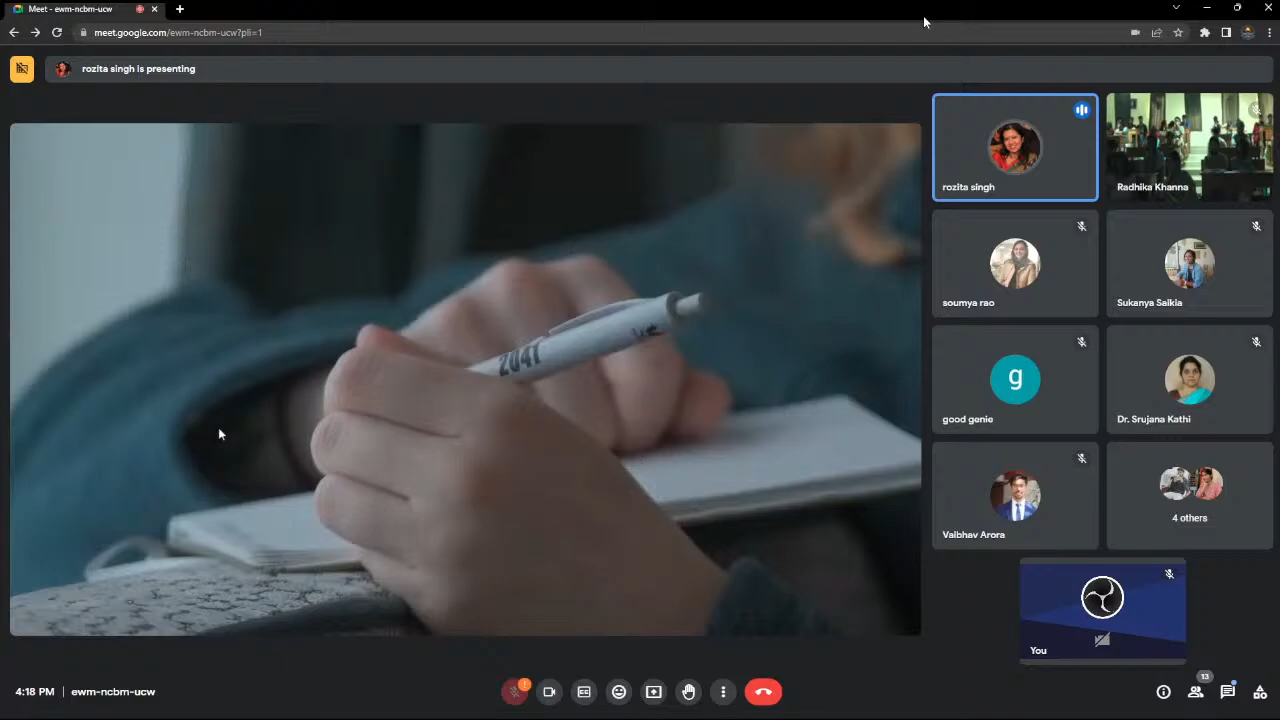 Meet - ewm-ncbm-ucw
meet.google.com/ewm-ncbm-ucw?pli=1
rozita singh is presenting
rozita singh
Radhika Khanna
soumya rao
Sukanya Saikia
g
good genie
Dr. Srujana Kathi
Vaibhav Arora
4 others
You
2041
4:18 PM | ewm-ncbm-ucw
13